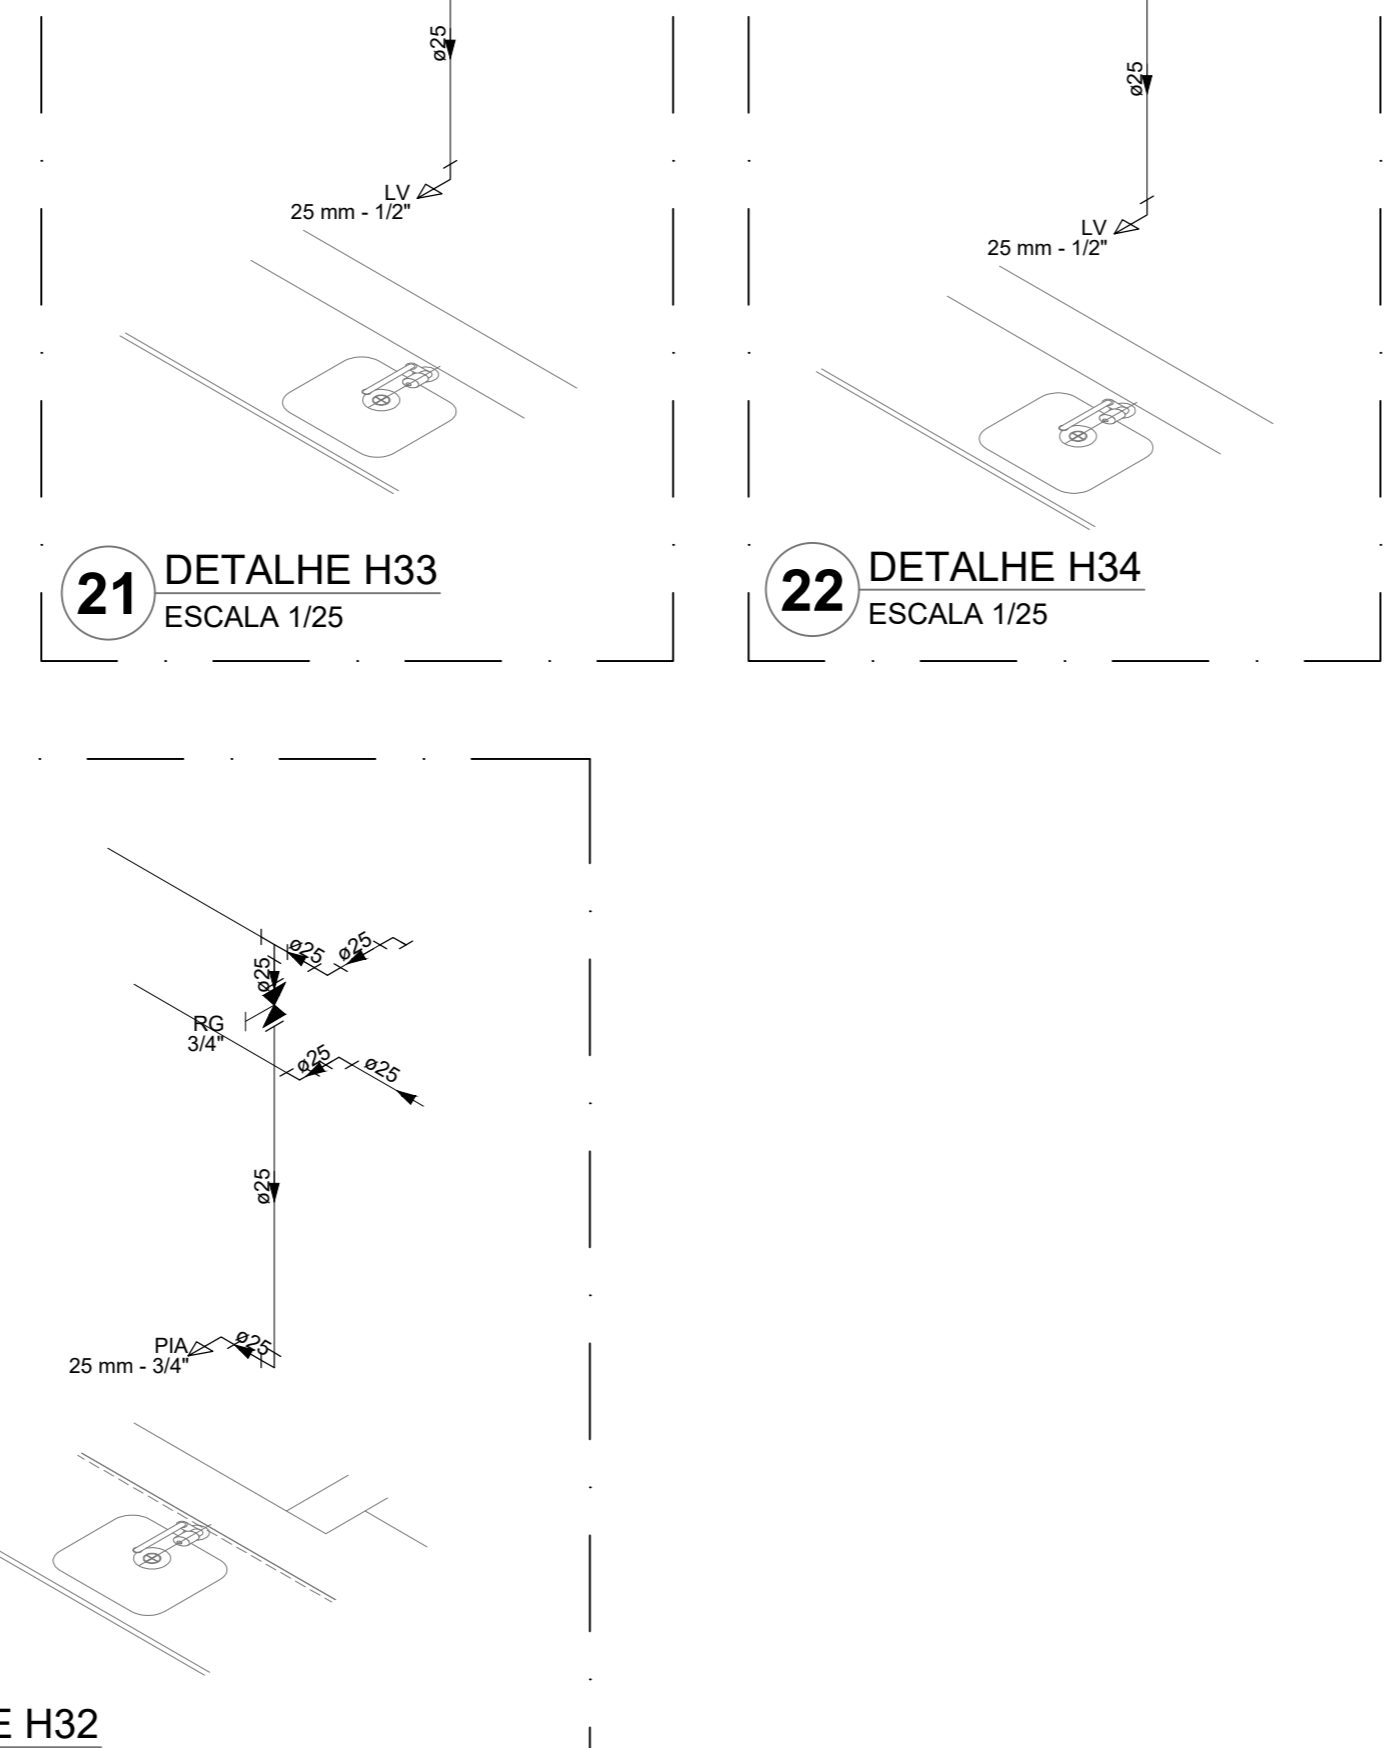 ø25
LV
25 mm - 1/2"
21
DETALHE H33
ESCALA 1/25
ø25
LV
25 mm - 1/2"
22
DETALHE H34
ESCALA 1/25
ø25
ø25
ø25
RG
3/4"
ø25
ø25
ø25
PIA
25 mm - 3/4"
ø25
E H32